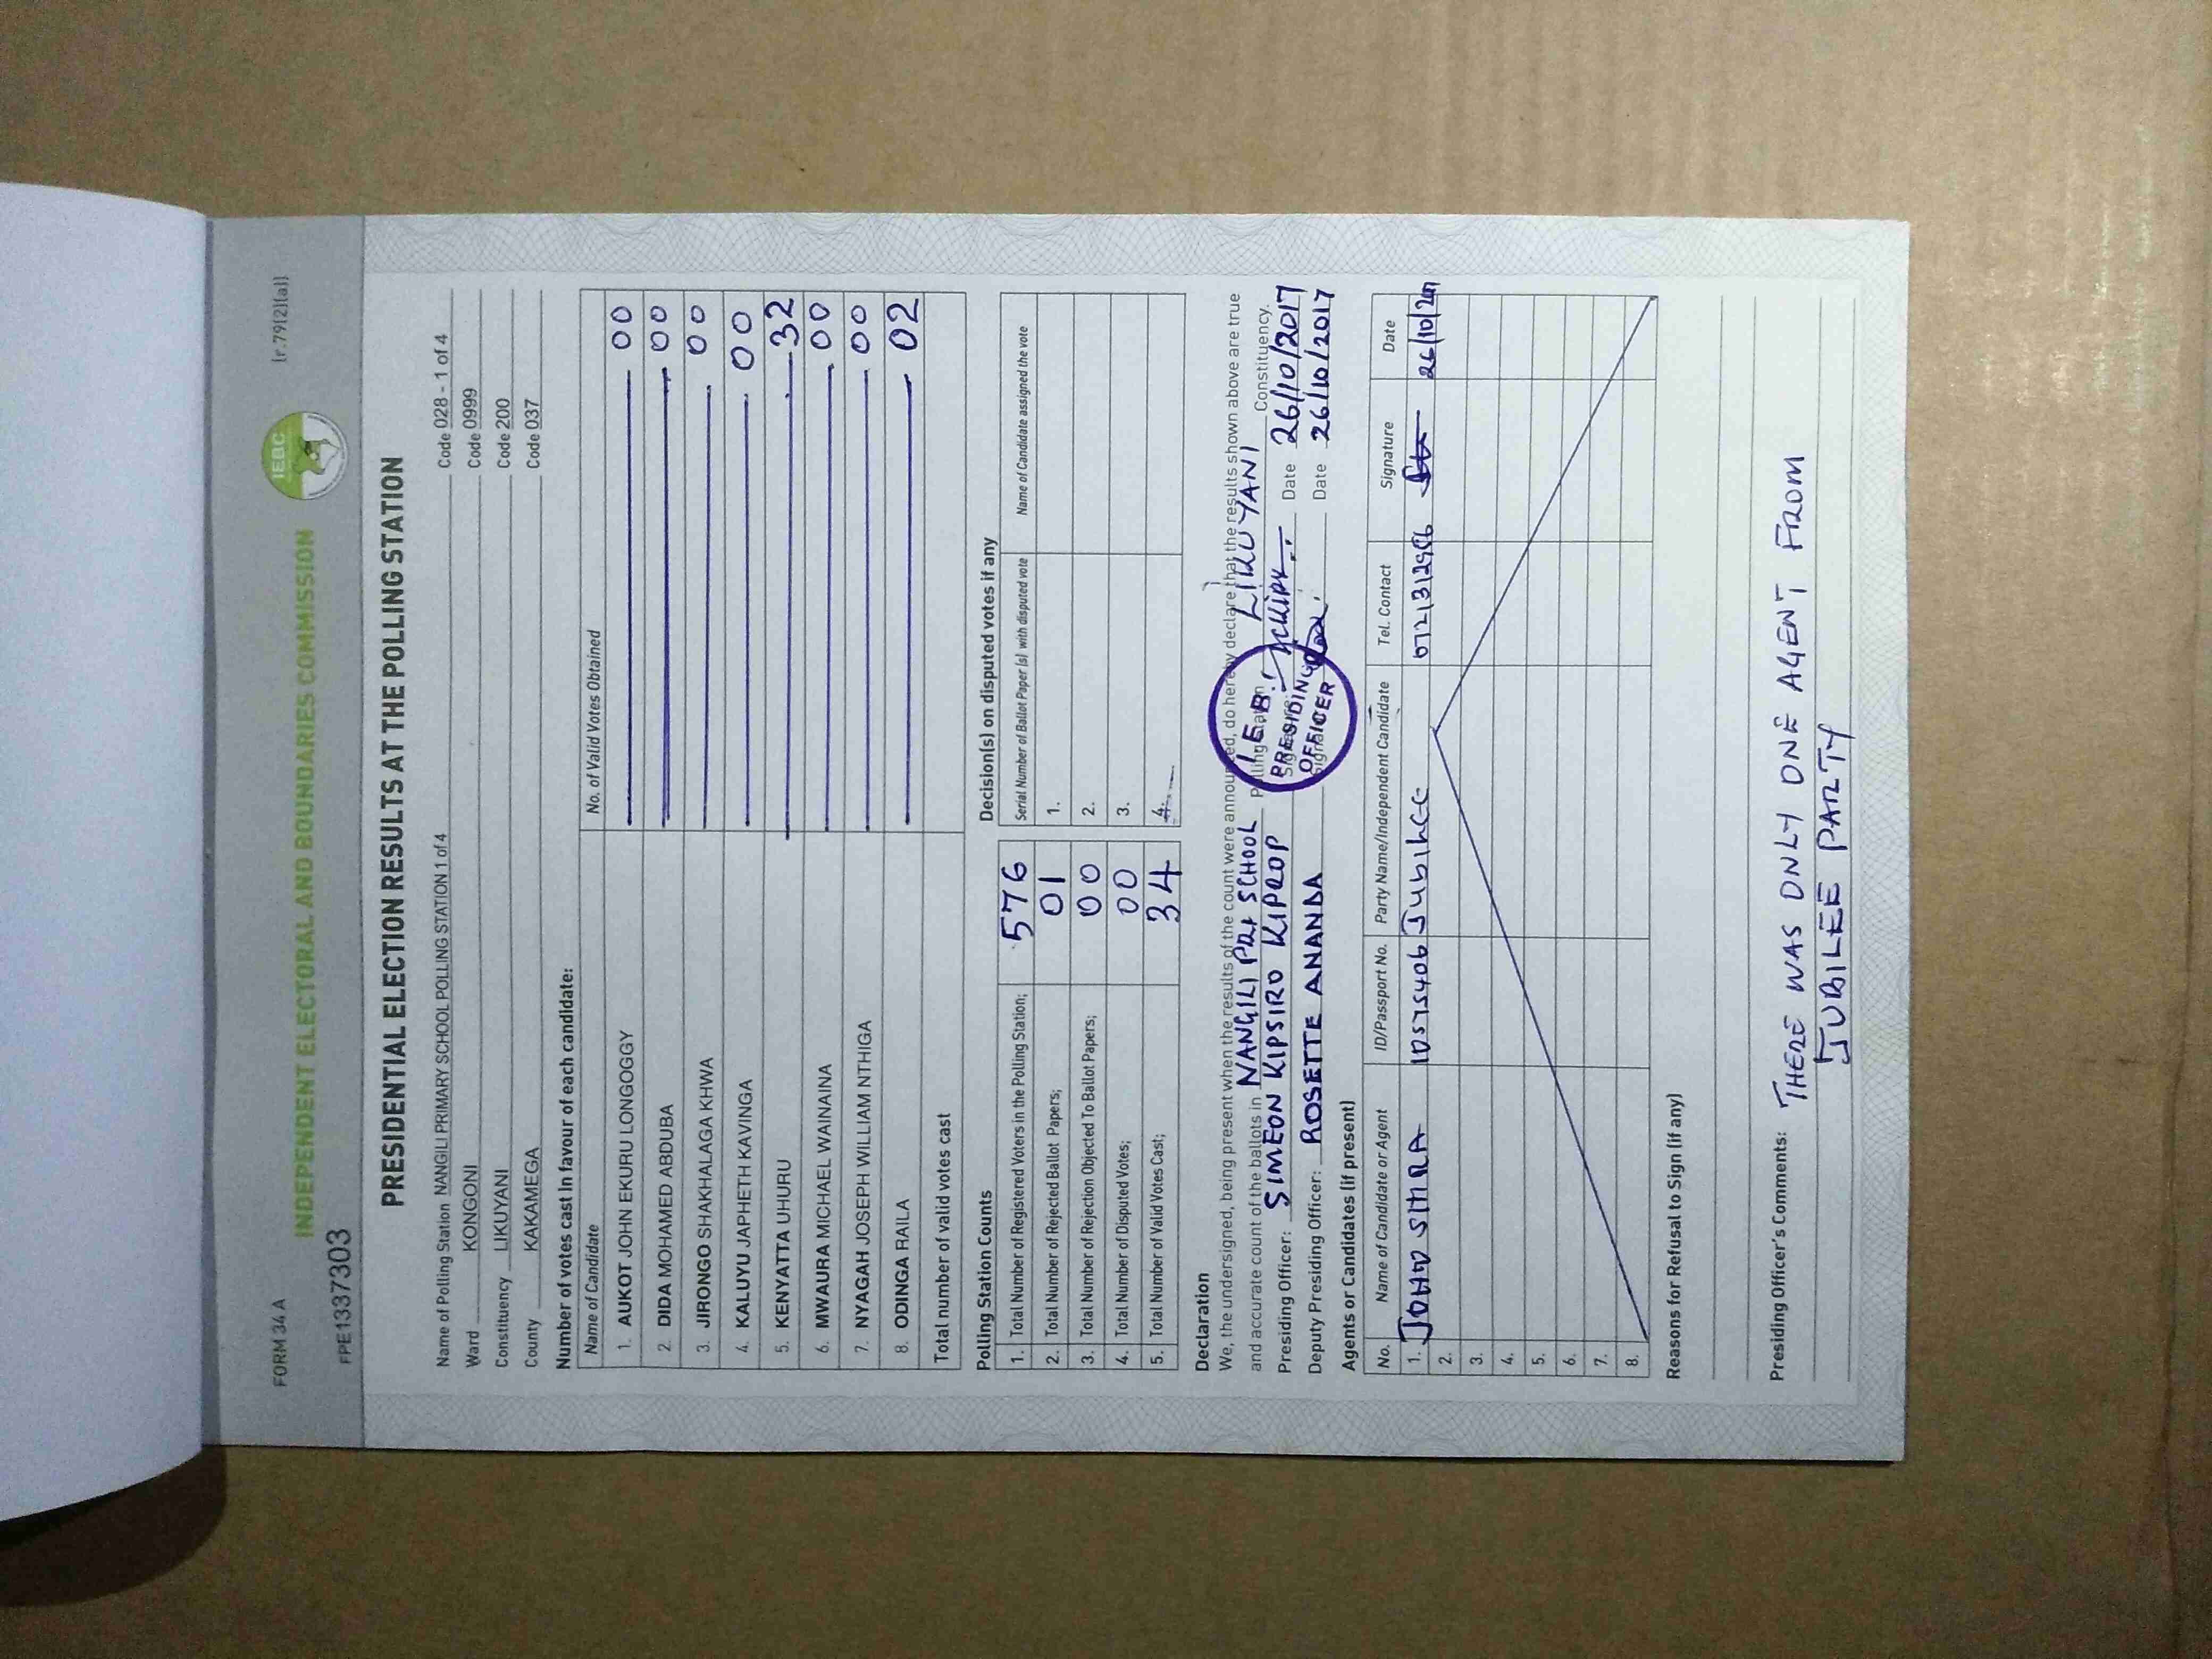 FORM 34 A
[r.79(2)(a)]
INDEPENDENT ELECTORAL AND BOUNDARIES COMMISSION
IEBC
FPE1337303
PRESIDENTIAL ELECTION RESULTS AT THE POLLING STATION
Name of Polling Station NANGILI PRIMARY SCHOOL POLLING STATION 1 of 4 Code 028 - 1 of 4
Ward KONGONI Code 0999
Constituency LIKUYANI Code 200
County KAKAMEGA Code 037
Number of votes cast in favour of each candidate:
Name of Candidate No. of Valid Votes Obtained
1. AUKOT JOHN EKURU LONGOGGY 00
2. DIDA MOHAMED ABDUBA 00
3. JIRONGO SHAKHALAGA KHWA 00
4. KALUYU JAPHETH KAVINGA 00
5. KENYATTA UHURU 32
6. MWAURA MICHAEL WAINAINA 00
7. NYAGAH JOSEPH WILLIAM NTHIGA 00
8. ODINGA RAILA 02
Total number of valid votes cast
Polling Station Counts
1. Total Number of Registered Voters in the Polling Station; 576
2. Total Number of Rejected Ballot Papers; 01
3. Total Number of Rejection Objected To Ballot Papers; 00
4. Total Number of Disputed Votes; 00
5. Total Number of Valid Votes Cast; 34
Decision(s) on disputed votes if any
Serial Number of Ballot Paper (s) with disputed vote Name of Candidate assigned the vote
1.
2.
3.
4.
Declaration
We, the undersigned, being present when the results of the count were announced, do hereby declare that the results shown above are true
and accurate count of the ballots in NANGILI PRI SCHOOL Polling Station LIKUYANI Constituency.
Presiding Officer: SIMEON KIPSIRO KIPROP Signature: Date 26/10/2017
Deputy Presiding Officer: ROSETTE ANANDA Signature: Date 26/10/2017
PRESIDING
OFFICER
Agents or Candidates (if present)
No. Name of Candidate or Agent ID/Passport No. Party Name/Independent Candidate Tel. Contact Signature Date
1. JOHN 10575406 Jubilee 26/10/2017
2.
3.
4.
5.
6.
7.
8.
Reasons for Refusal to Sign (if any)
Presiding Officer's Comments: THERE WAS ONLY ONE AGENT FROM
JUBILEE PARTY